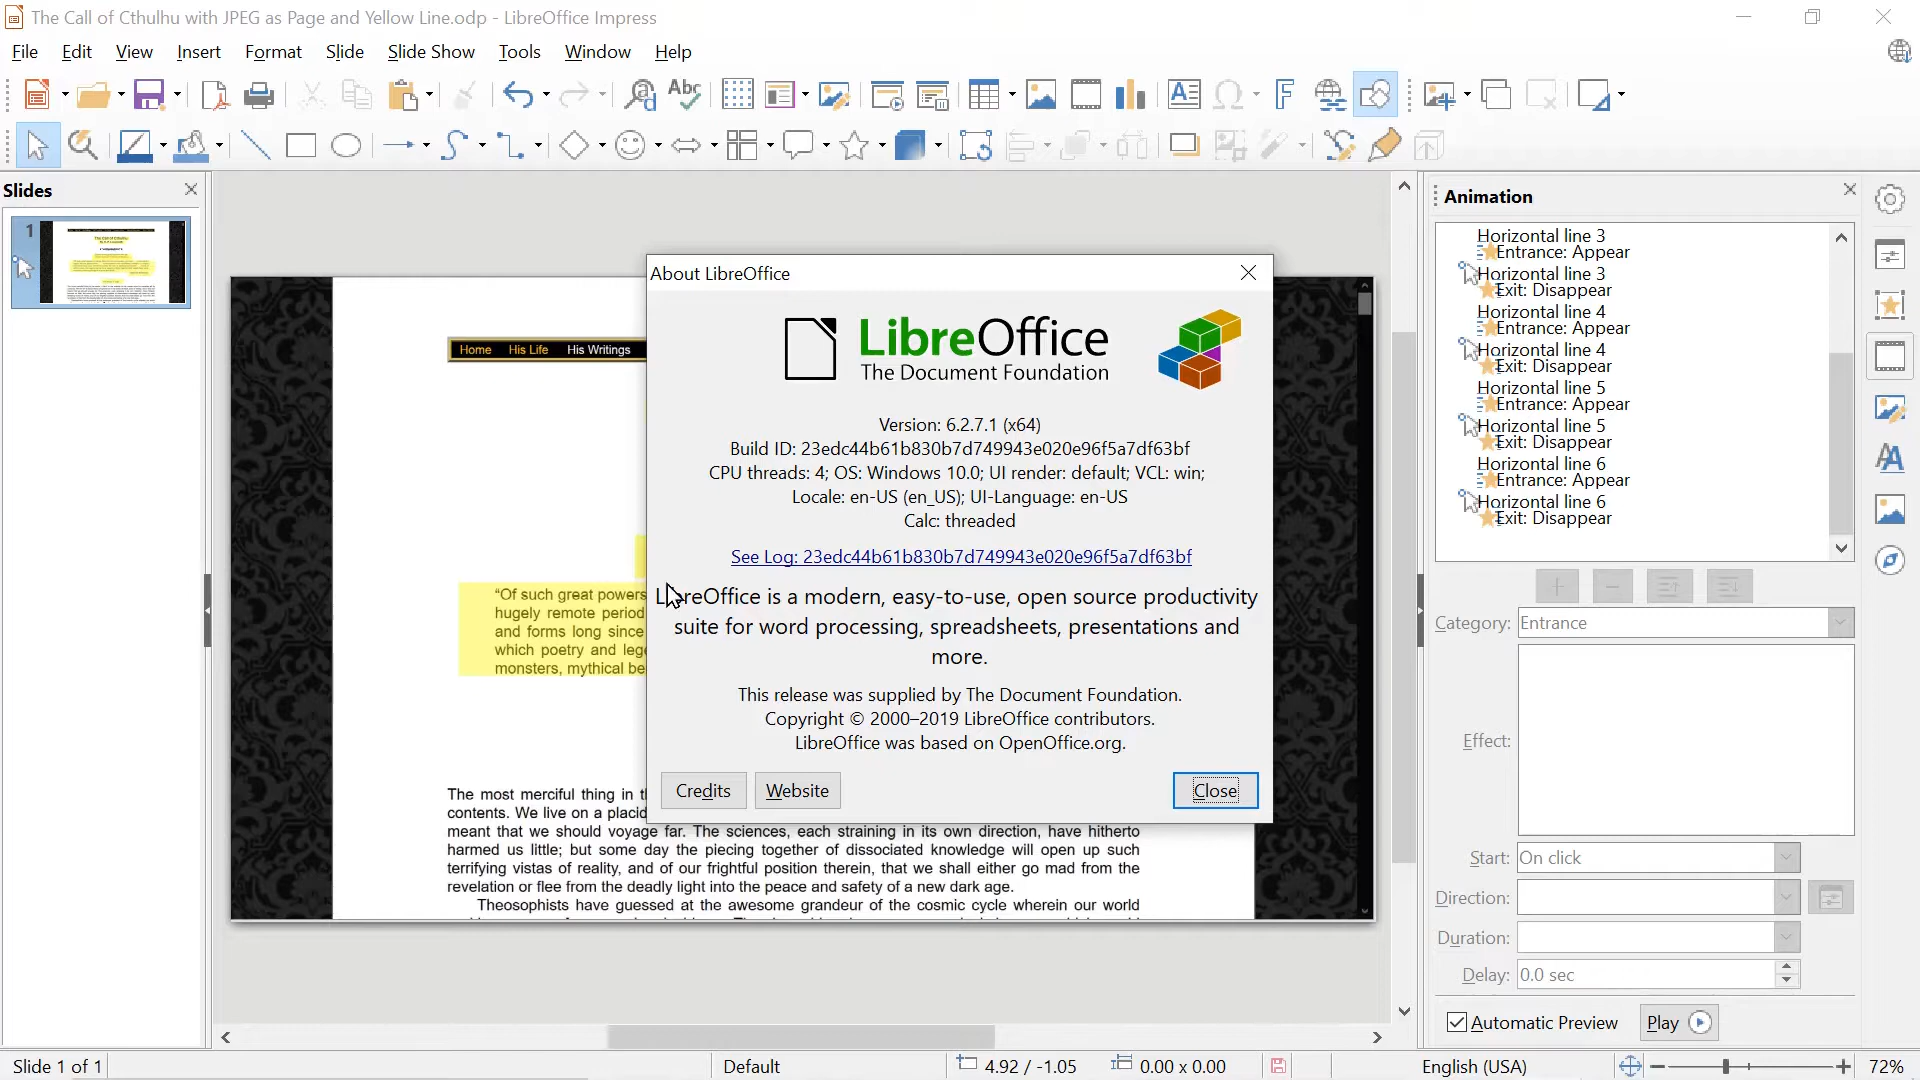 The Call of Cthulhu with JPEG as Page and Yellow Line.odp - LibreOffice Impress
File Edit View Insert Format Slide Slide Show Tools Window Help
Slides
1
Home His Life His Writings
"Of such great powers
hugely remote period
and forms long since
which poetry and lege
monsters, mythical be
The most merciful thing in t
contents. We live on a placid
meant that we should voyage far. The sciences, each straining in its own direction, have hitherto
harmed us little; but some day the piecing together of dissociated knowledge will open up such
terrifying vistas of reality, and of our frightful position therein, that we shall either go mad from the
revelation or flee from the deadly light into the peace and safety of a new dark age.
Theosophists have guessed at the awesome grandeur of the cosmic cycle wherein our world
About LibreOffice
LibreOffice
The Document Foundation
Version: 6.2.7.1 (x64)
Build ID: 23edc44b61b830b7d749943e020e96f5a7df63bf
CPU threads: 4; OS: Windows 10.0; UI render: default; VCL: win;
Locale: en-US (en_US); UI-Language: en-US
Calc: threaded
See Log: 23edc44b61b830b7d749943e020e96f5a7df63bf
LibreOffice is a modern, easy-to-use, open source productivity
suite for word processing, spreadsheets, presentations and
more.
This release was supplied by The Document Foundation.
Copyright © 2000–2019 LibreOffice contributors.
LibreOffice was based on OpenOffice.org.
Credits Website Close
Animation
Horizontal line 3
Entrance: Appear
Horizontal line 3
Exit: Disappear
Horizontal line 4
Entrance: Appear
Horizontal line 4
Exit: Disappear
Horizontal line 5
Entrance: Appear
Horizontal line 5
Exit: Disappear
Horizontal line 6
Entrance: Appear
Horizontal line 6
Exit: Disappear
Category: Entrance
Effect:
Start: On click
Direction:
Duration:
Delay: 0.0 sec
Automatic Preview Play
Slide 1 of 1 Default 4.92 / -1.05 0.00 x 0.00 English (USA) 72%